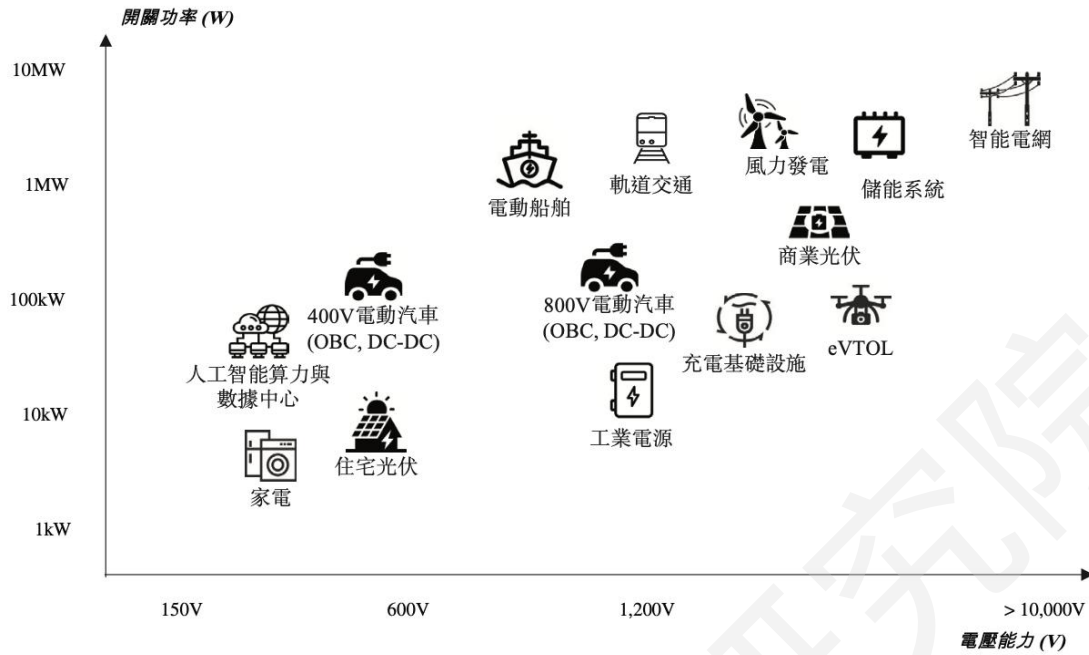 開關功率 (W)
10MW
1MW
100kW
10kW
1kW
智能電網
風力發電
軌道交通
儲能系統
電動船舶
商業光伏
400V電動汽車
(OBC, DC-DC)
800V電動汽車
(OBC, DC-DC)
充電基礎設施
eVTOL
人工智能算力與
數據中心
工業電源
住宅光伏
家電
150V
600V
1,200V
> 10,000V
電壓能力 (V)
究院